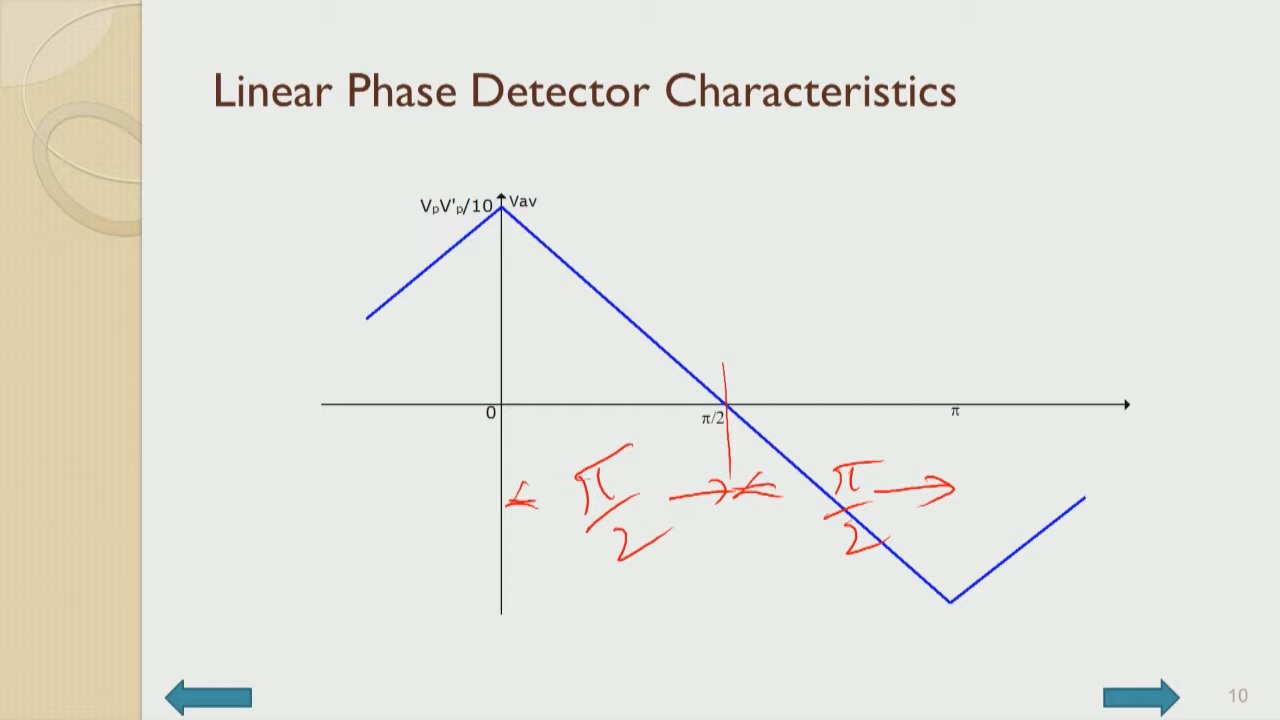 Linear Phase Detector Characteristics
VₚV'ₚ/10
Vav
0
π/2
π
π/2
π/2
10